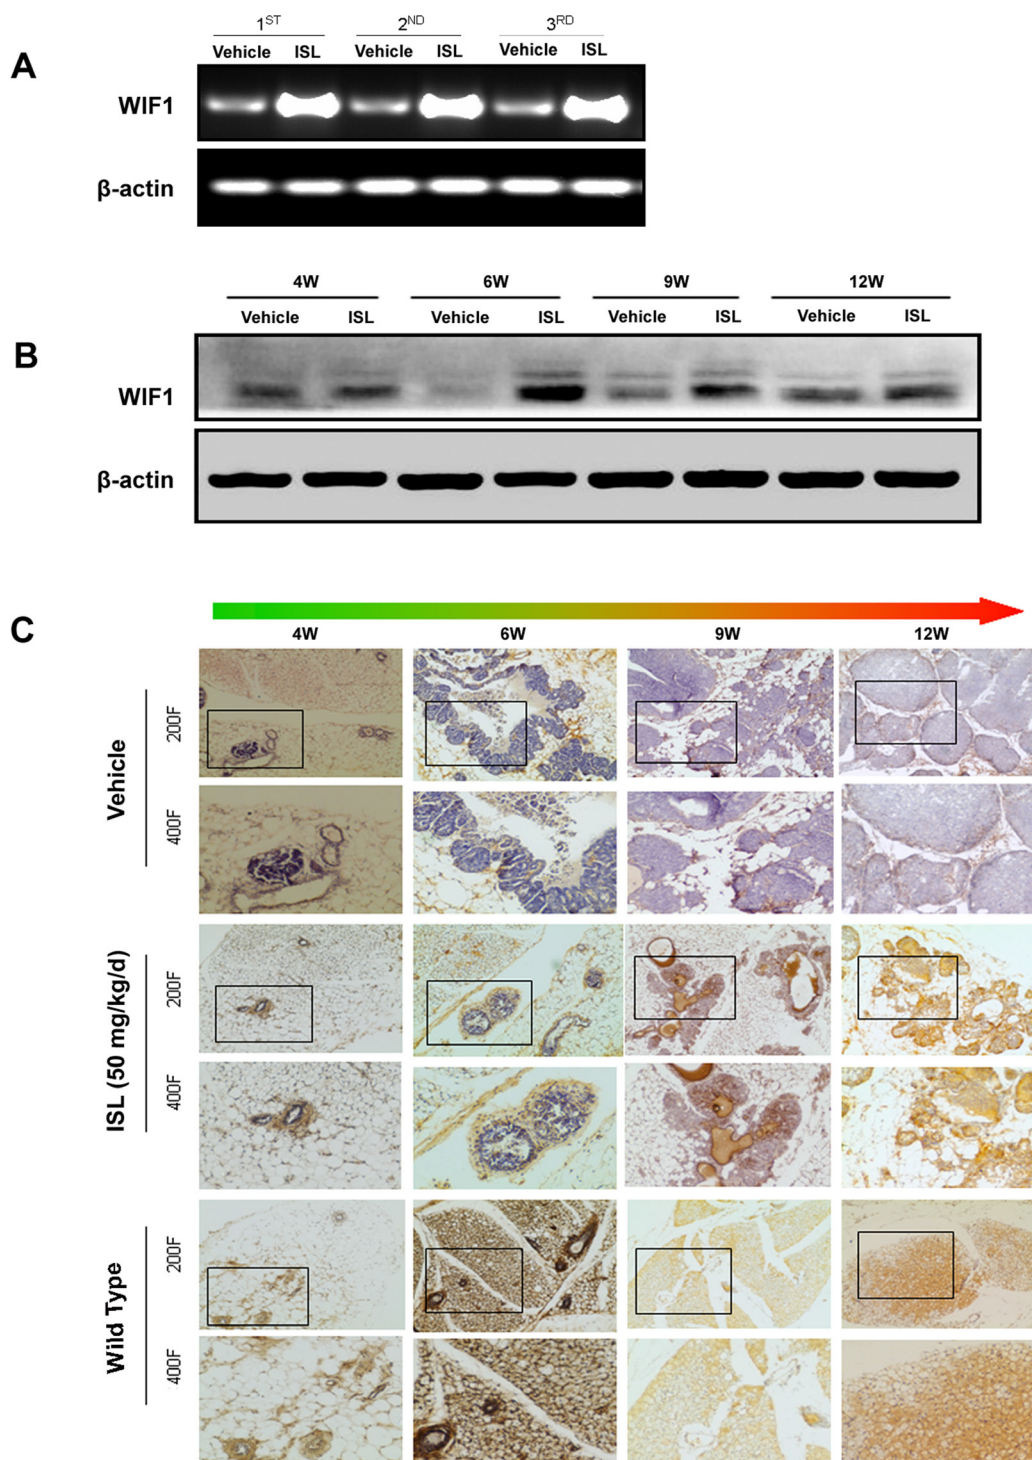 A
1ST 2ND 3RD
Vehicle ISL Vehicle ISL Vehicle ISL
WIF1
β-actin
B
4W 6W 9W 12W
Vehicle ISL Vehicle ISL Vehicle ISL Vehicle ISL
WIF1
β-actin
C
4W 6W 9W 12W
Vehicle
200F
400F
ISL (50 mg/kg/d)
200F
400F
Wild Type
200F
400F